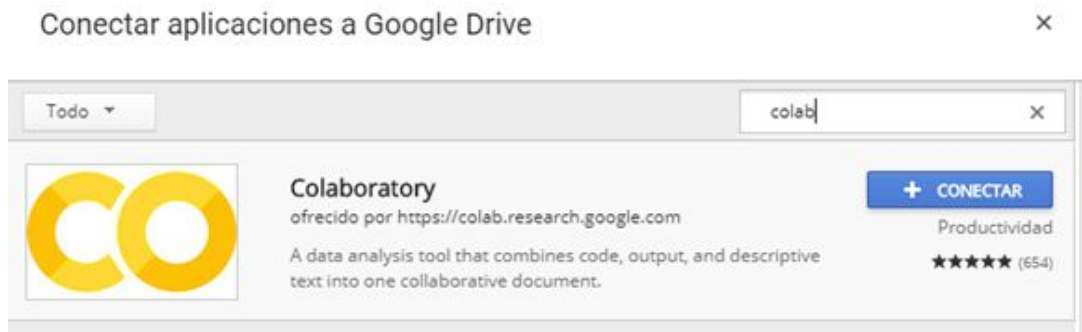 Conectar aplicaciones a Google Drive
×
Todo
colab
×
CO
Colaboratory
ofrecido por https://colab.research.google.com
A data analysis tool that combines code, output, and descriptive
text into one collaborative document.
+ CONECTAR
Productividad
★★★★★ (654)